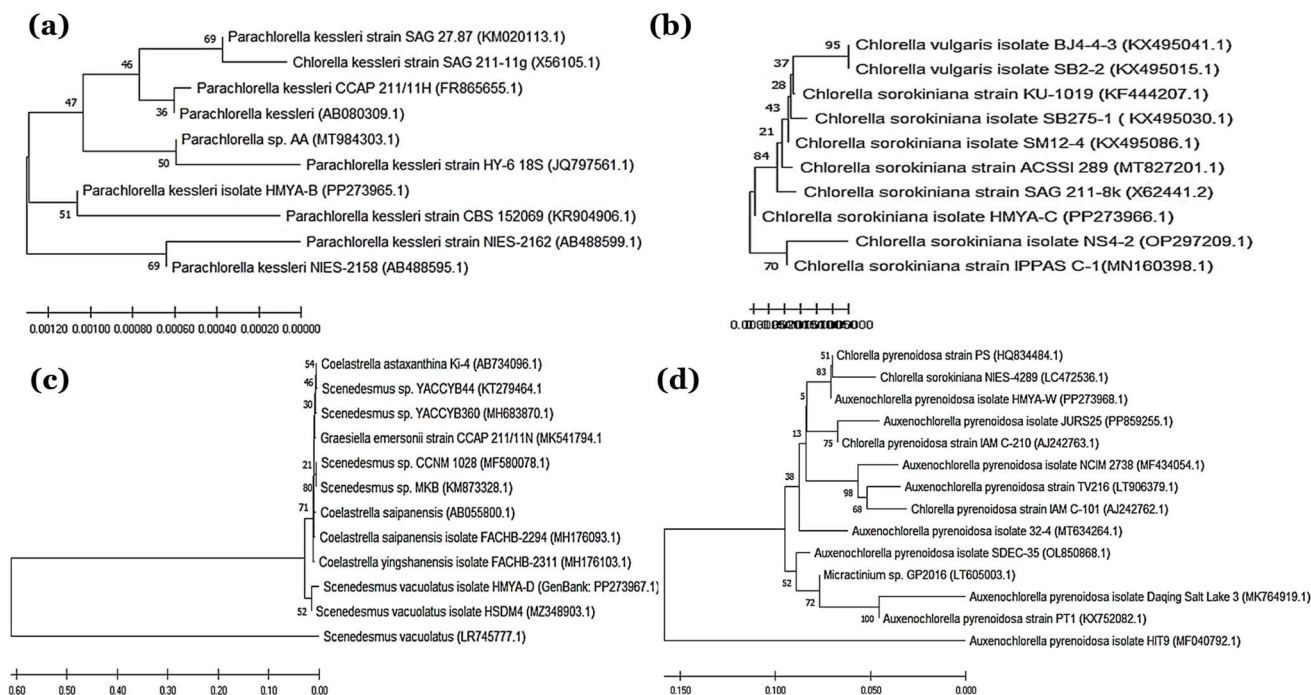 (a)
69
Parachlorella kessleri strain SAG 27.87 (KM020113.1)
Chlorella kessleri strain SAG 211-11g (X56105.1)
46
Parachlorella kessleri CCAP 211/11H (FR865655.1)
36
Parachlorella kessleri (AB080309.1)
47
Parachlorella sp. AA (MT984303.1)
50
Parachlorella kessleri strain HY-6 18S (JQ797561.1)
Parachlorella kessleri isolate HMYA-B (PP273965.1)
51
Parachlorella kessleri strain CBS 152069 (KR904906.1)
Parachlorella kessleri strain NIES-2162 (AB488599.1)
69
Parachlorella kessleri NIES-2158 (AB488595.1)
0.00120 0.00100 0.00080 0.00060 0.00040 0.00020 0.00000
(b)
95
Chlorella vulgaris isolate BJ4-4-3 (KX495041.1)
37
Chlorella vulgaris isolate SB2-2 (KX495015.1)
28
Chlorella sorokiniana strain KU-1019 (KF444207.1)
43
Chlorella sorokiniana isolate SB275-1 ( KX495030.1)
21
Chlorella sorokiniana isolate SM12-4 (KX495086.1)
84
Chlorella sorokiniana strain ACSSI 289 (MT827201.1)
Chlorella sorokiniana strain SAG 211-8k (X62441.2)
Chlorella sorokiniana isolate HMYA-C (PP273966.1)
Chlorella sorokiniana isolate NS4-2 (OP297209.1)
70
Chlorella sorokiniana strain IPPAS C-1(MN160398.1)
(c)
54
Coelastrella astaxanthina Ki-4 (AB734096.1)
46
Scenedesmus sp. YACCYB44 (KT279464.1
30
Scenedesmus sp. YACCYB360 (MH683870.1)
Graesiella emersonii strain CCAP 211/11N (MK541794.1
21
Scenedesmus sp. CCNM 1028 (MF580078.1)
80
Scenedesmus sp. MKB (KM873328.1)
71
Coelastrella saipanensis (AB055800.1)
Coelastrella saipanensis isolate FACHB-2294 (MH176093.1)
Coelastrella yingshanensis isolate FACHB-2311 (MH176103.1)
Scenedesmus vacuolatus isolate HMYA-D (GenBank: PP273967.1)
52
Scenedesmus vacuolatus isolate HSDM4 (MZ348903.1)
Scenedesmus vacuolatus (LR745777.1)
0.60 0.50 0.40 0.30 0.20 0.10 0.00
(d)
51
Chlorella pyrenoidosa strain PS (HQ834484.1)
83
Chlorella sorokiniana NIES-4289 (LC472536.1)
5
Auxenochlorella pyrenoidosa isolate HMYA-W (PP273968.1)
Auxenochlorella pyrenoidosa isolate JURS25 (PP859255.1)
13
75
Chlorella pyrenoidosa strain IAM C-210 (AJ242763.1)
Auxenochlorella pyrenoidosa isolate NCIM 2738 (MF434054.1)
38
98
Auxenochlorella pyrenoidosa strain TV216 (LT906379.1)
68
Chlorella pyrenoidosa strain IAM C-101 (AJ242762.1)
Auxenochlorella pyrenoidosa isolate 32-4 (MT634264.1)
Auxenochlorella pyrenoidosa isolate SDEC-35 (OL850868.1)
52
Micractinium sp. GP2016 (LT605003.1)
72
Auxenochlorella pyrenoidosa isolate Daqing Salt Lake 3 (MK764919.1)
100
Auxenochlorella pyrenoidosa strain PT1 (KX752082.1)
Auxenochlorella pyrenoidosa isolate HIT9 (MF040792.1)
0.150 0.100 0.050 0.000